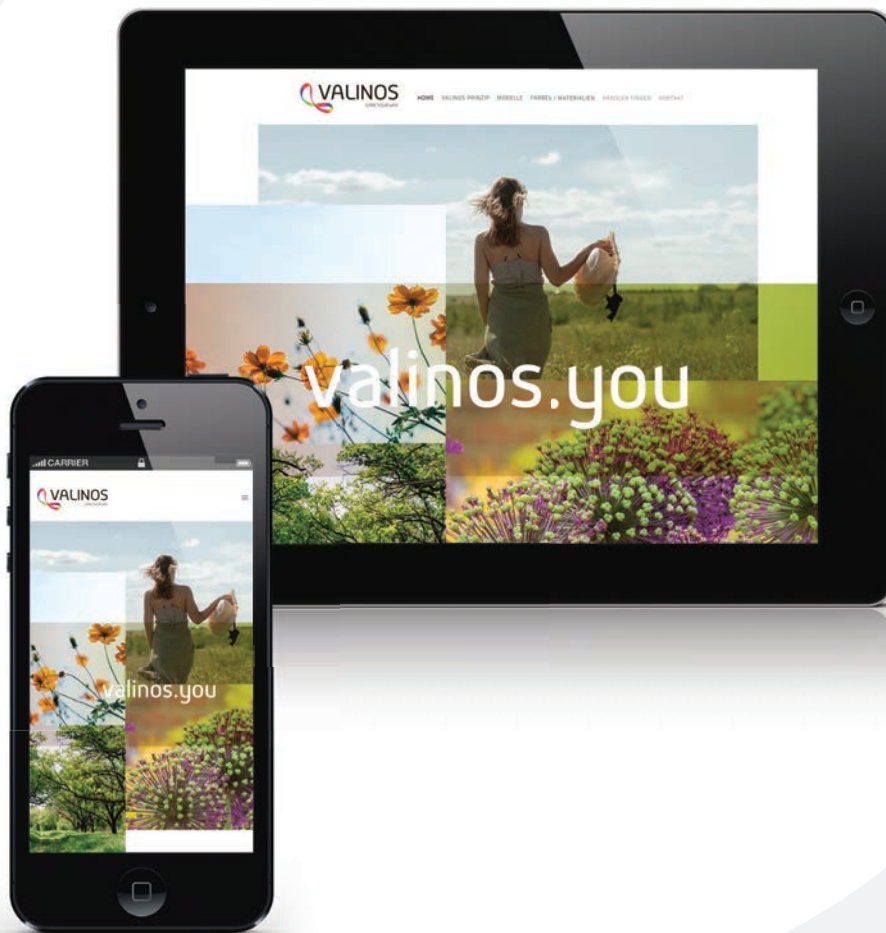 VALINOS
HOME VALINOS PRINZIP MODELLE FARBEN / MATERIALIEN HÄNDLER FINDEN KONTAKT
valinos.you
CARRIER
VALINOS
valinos.you